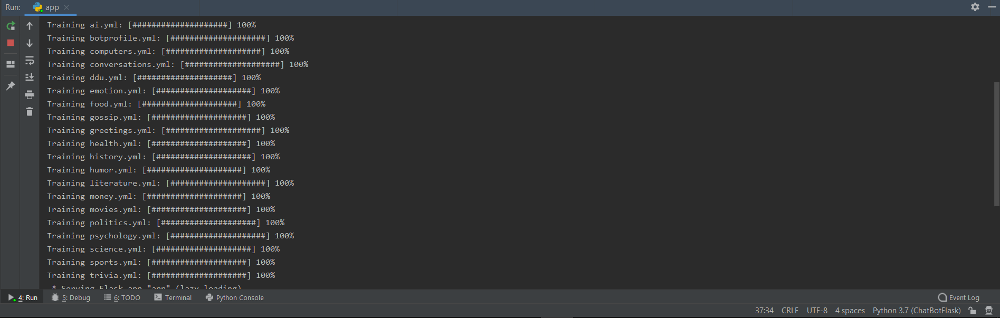 Run: app
Training ai.yml: [####################] 100%
Training botprofile.yml: [####################] 100%
Training computers.yml: [####################] 100%
Training conversations.yml: [####################] 100%
Training ddu.yml: [####################] 100%
Training emotion.yml: [####################] 100%
Training food.yml: [####################] 100%
Training gossip.yml: [####################] 100%
Training greetings.yml: [####################] 100%
Training health.yml: [####################] 100%
Training history.yml: [####################] 100%
Training humor.yml: [####################] 100%
Training literature.yml: [####################] 100%
Training money.yml: [####################] 100%
Training movies.yml: [####################] 100%
Training politics.yml: [####################] 100%
Training psychology.yml: [####################] 100%
Training science.yml: [####################] 100%
Training sports.yml: [####################] 100%
Training trivia.yml: [####################] 100%
* Serving Flask app "app" (lazy loading)
4: Run 5: Debug 6: TODO Terminal Python Console Event Log
37:34 CRLF UTF-8 4 spaces Python 3.7 (ChatBotFlask)